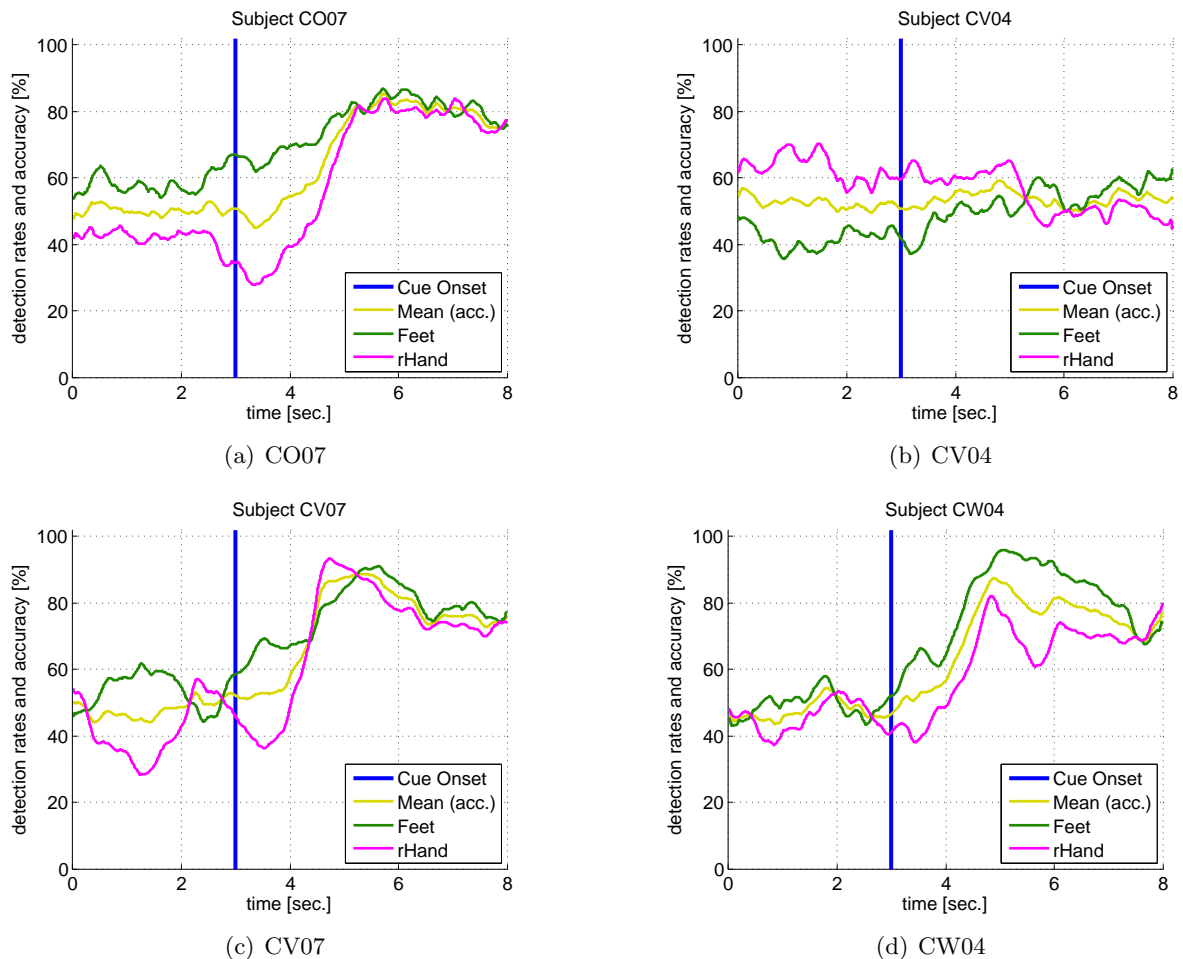 Subject CO07
detection rates and accuracy [%]
100
80
60
40
20
0
Cue Onset
Mean (acc.)
Feet
rHand
0 2 4 6 8
time [sec.]
(a) CO07
Subject CV04
detection rates and accuracy [%]
100
80
60
40
20
0
Cue Onset
Mean (acc.)
Feet
rHand
0 2 4 6 8
time [sec.]
(b) CV04
Subject CV07
detection rates and accuracy [%]
100
80
60
40
20
0
Cue Onset
Mean (acc.)
Feet
rHand
0 2 4 6 8
time [sec.]
(c) CV07
Subject CW04
detection rates and accuracy [%]
100
80
60
40
20
0
Cue Onset
Mean (acc.)
Feet
rHand
0 2 4 6 8
time [sec.]
(d) CW04